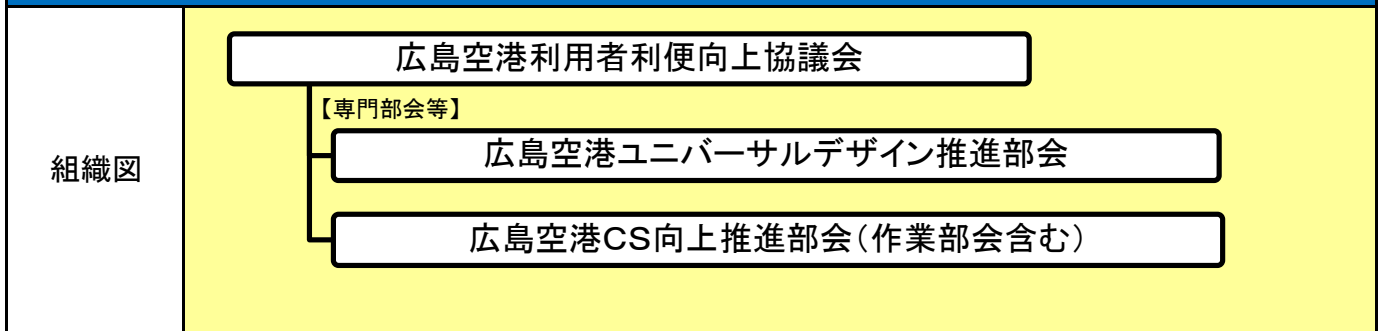 広島空港利用者利便向上協議会
【専門部会等】
広島空港ユニバーサルデザイン推進部会
組織図
広島空港CS向上推進部会（作業部会含む）